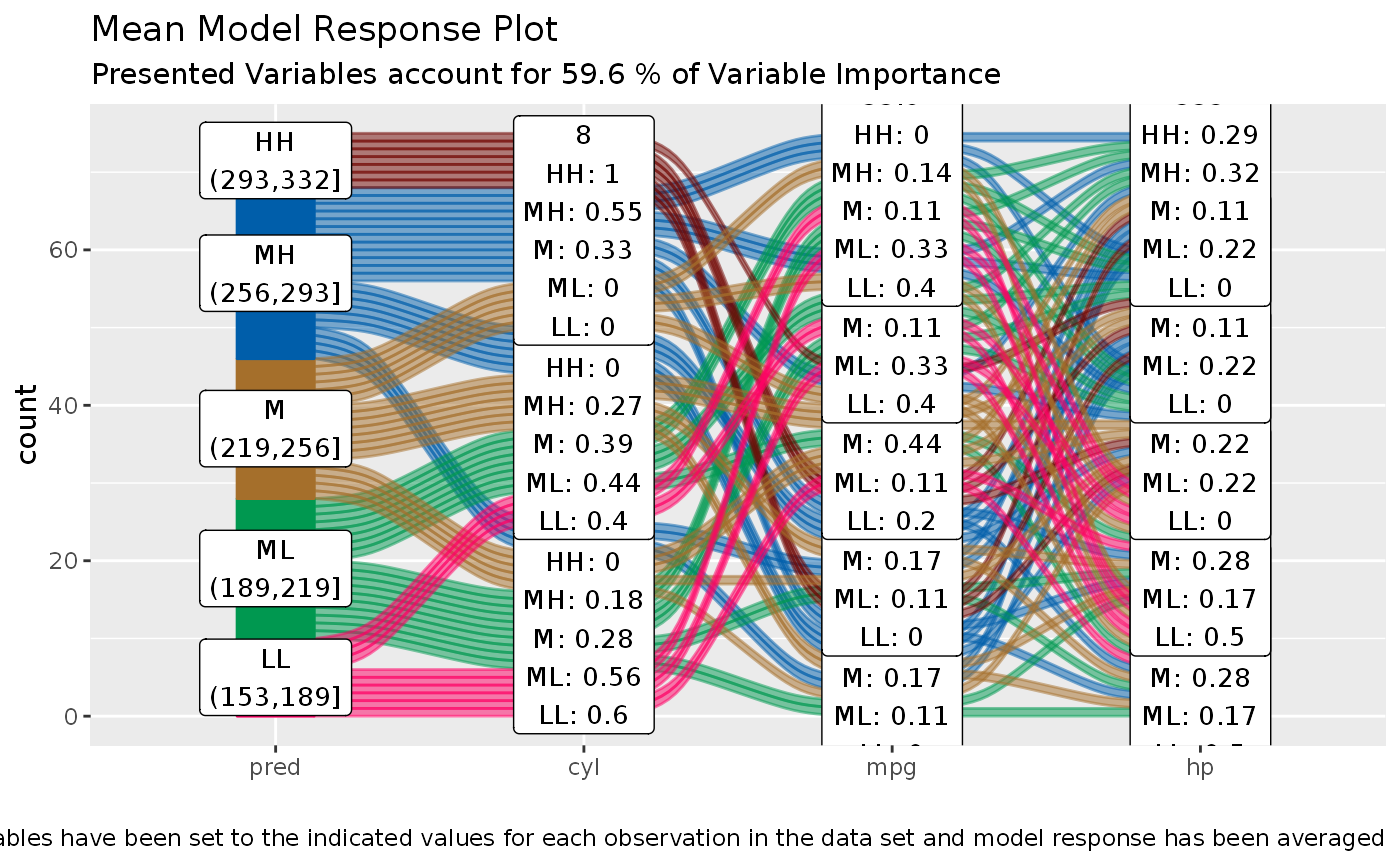 Mean Model Response Plot
Presented Variables account for 59.6 % of Variable Importance
count
60
40
20
0
HH
(293,332]
MH
(256,293]
M
(219,256]
ML
(189,219]
LL
(153,189]
8
HH: 1
MH: 0.55
M: 0.33
ML: 0
LL: 0
HH: 0
MH: 0.27
M: 0.39
ML: 0.44
LL: 0.4
HH: 0
MH: 0.18
M: 0.28
ML: 0.56
LL: 0.6
HH: 0
MH: 0.14
M: 0.11
ML: 0.33
LL: 0.4
M: 0.11
ML: 0.33
LL: 0.4
M: 0.44
ML: 0.11
LL: 0.2
M: 0.17
ML: 0.11
LL: 0
M: 0.17
ML: 0.11
HH: 0.29
MH: 0.32
M: 0.11
ML: 0.22
LL: 0
M: 0.11
ML: 0.22
LL: 0
M: 0.22
ML: 0.22
LL: 0
M: 0.28
ML: 0.17
LL: 0.5
M: 0.28
ML: 0.17
pred
cyl
mpg
hp
ables have been set to the indicated values for each observation in the data set and model response has been averaged